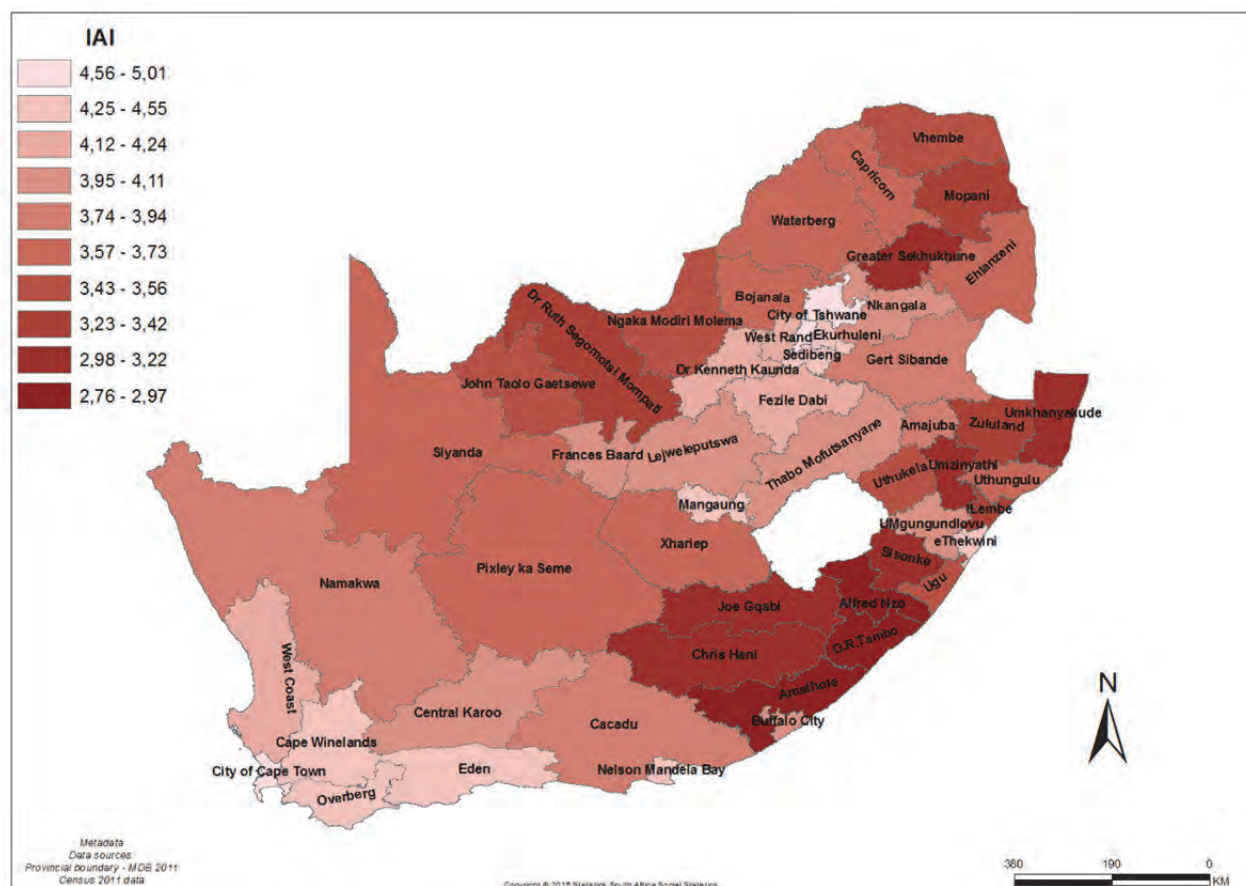 IAI
4,56 - 5,01
4,25 - 4,55
4,12 - 4,24
3,95 - 4,11
3,74 - 3,94
3,57 - 3,73
3,43 - 3,56
3,23 - 3,42
2,98 - 3,22
2,76 - 2,97
Vhembe
Capricorn
Mopani
Waterberg
Greater Sekhukhune
Ehlanzeni
Bojanala
Nkangala
City of Tshwane
Dr Ruth Segomotsi Mompati
Ngaka Modiri Molema
West Rand
Ekurhuleni
Sedibeng
Gert Sibande
Dr Kenneth Kaunda
John Taolo Gaetsewe
Fezile Dabi
Umkhanyakude
Zululand
Amajuba
Siyanda
Frances Baard
Lejweleputswa
Thabo Mofutsanyane
Uthukela
Umzinyathi
Uthungulu
Mangaung
iLembe
UMgungundlovu
eThekwini
Xhariep
Sisonke
Pixley ka Seme
Ugu
Namakwa
Joe Gqabi
Alfred Nzo
O.R.Tambo
Chris Hani
West Coast
Amathole
Central Karoo
Buffalo City
Cacadu
Cape Winelands
City of Cape Town
Eden
Nelson Mandela Bay
Overberg
N
Metadata
Data sources
Provincial boundary - MDB 2011
Census 2011 data
Copyright © 2015 Statistics South Africa Social Statistics
380 190 0
KM